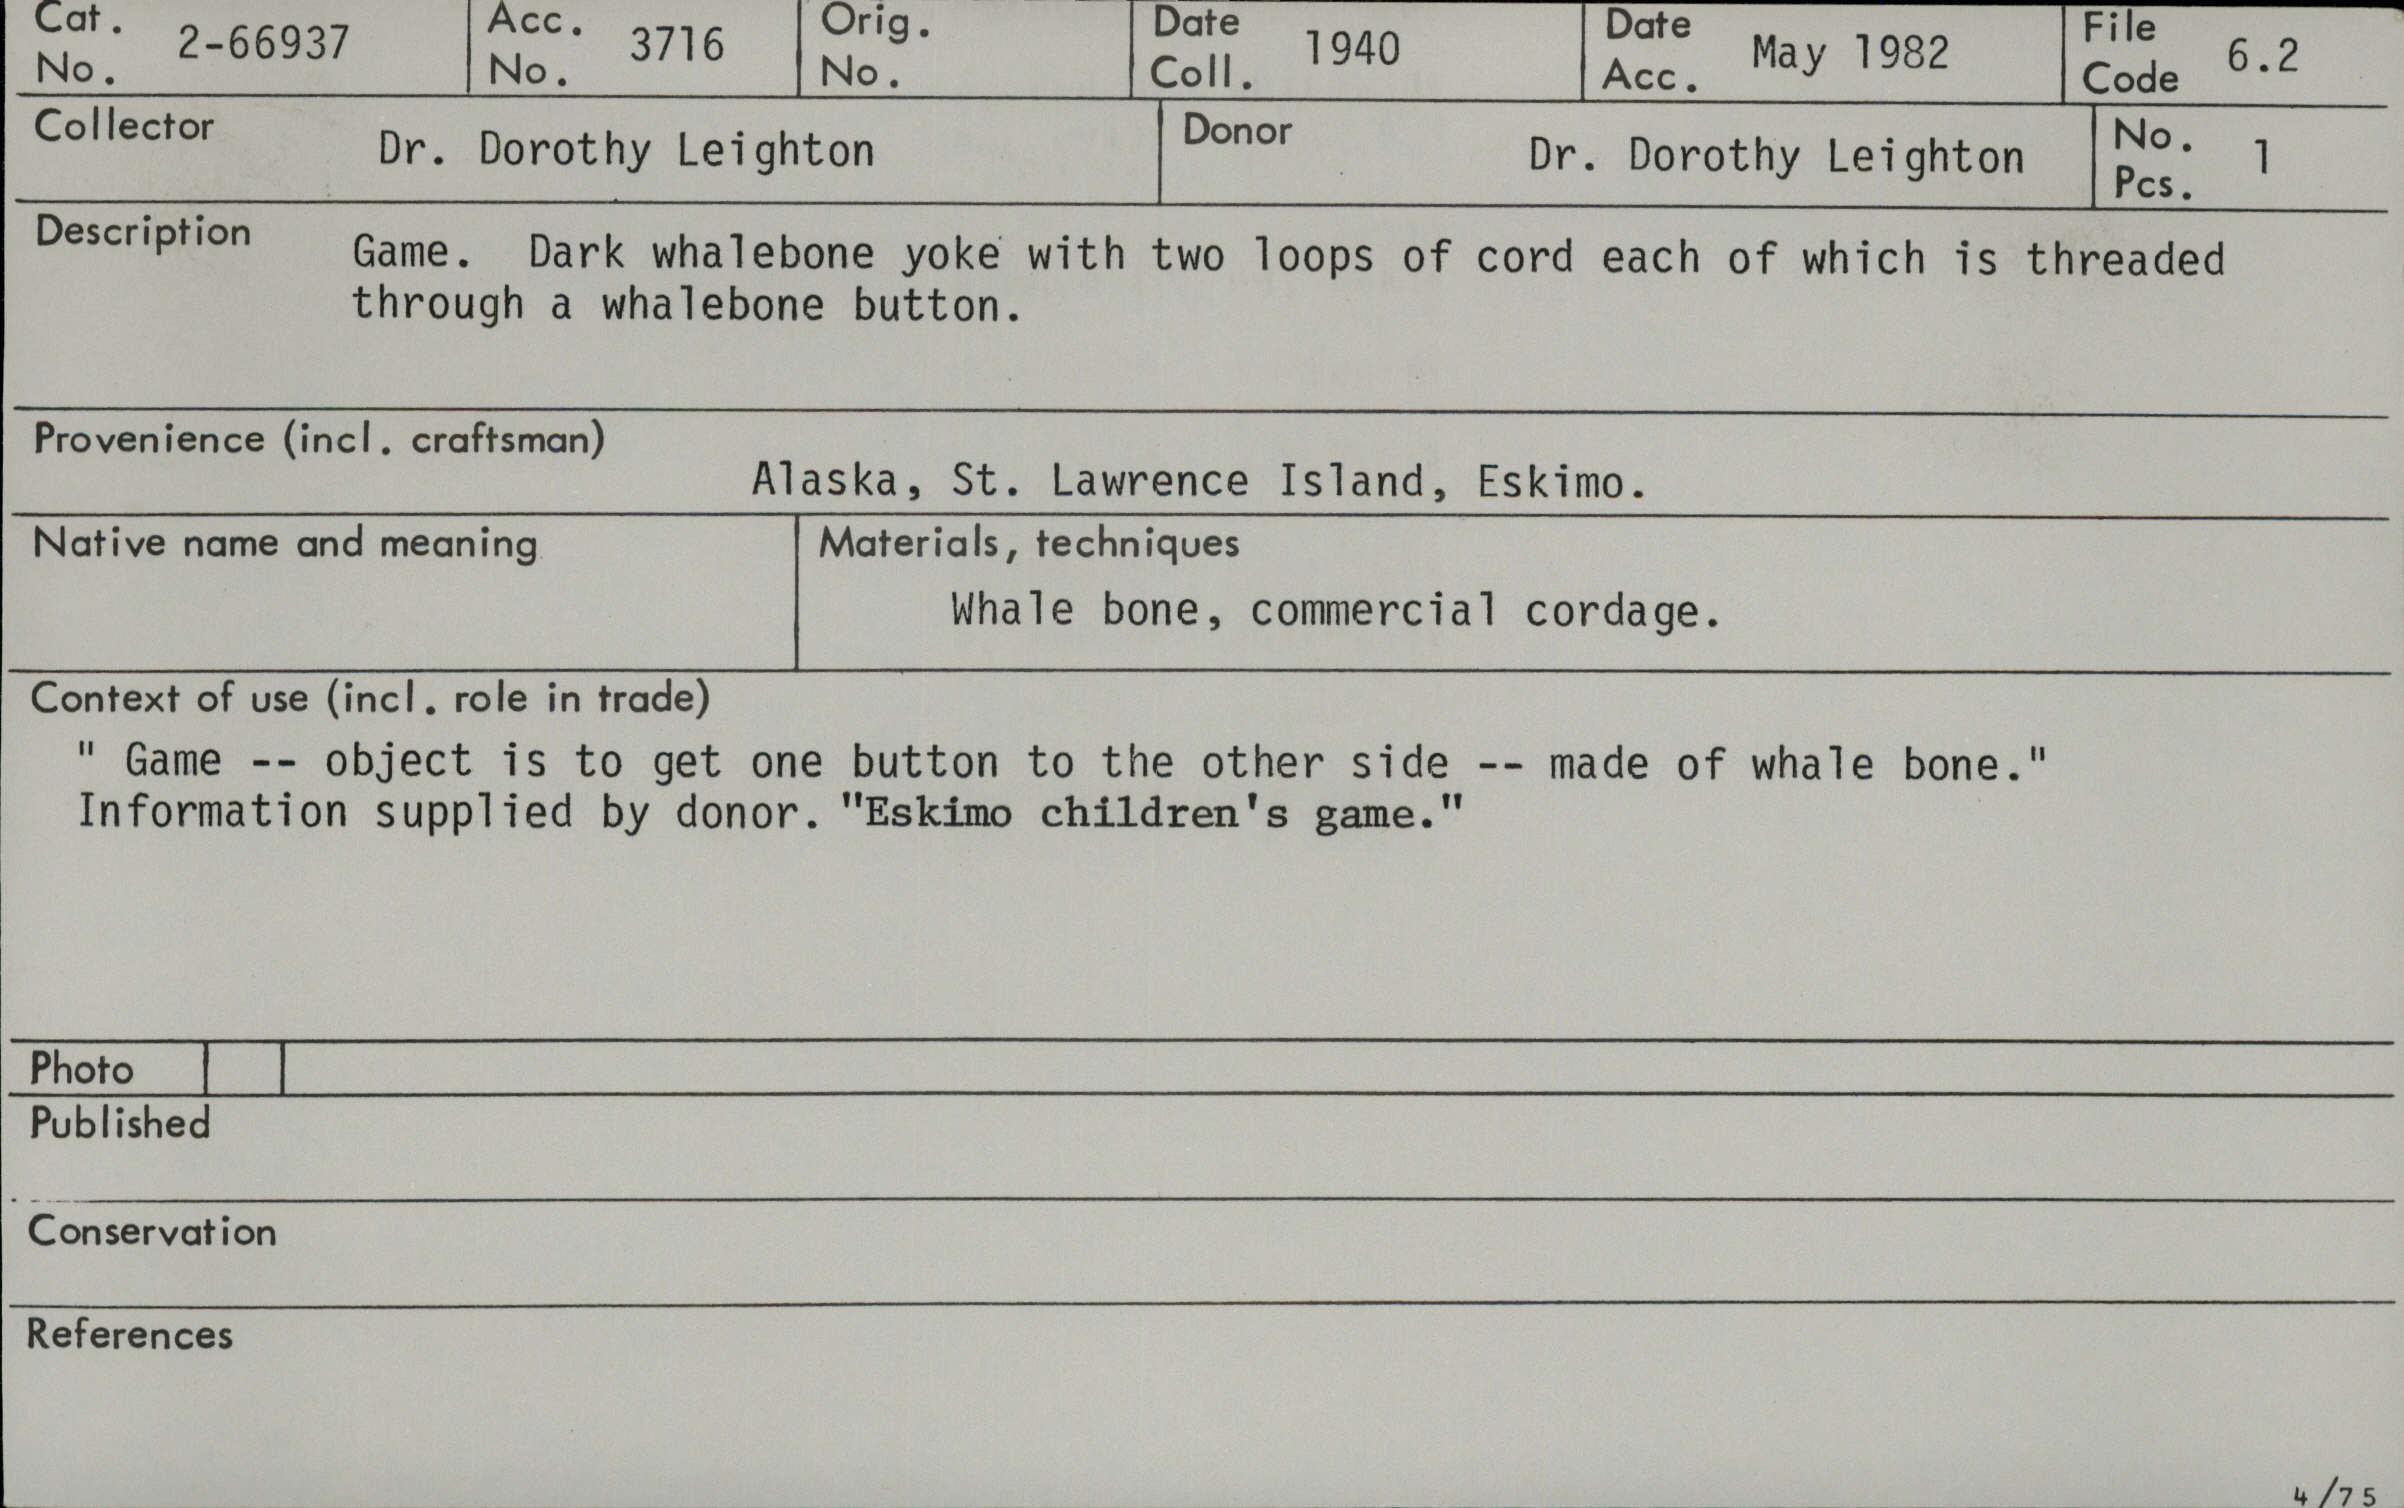 Cat. No. 2-66937
Acc. No. 3716
Orig. No.
Date Coll. 1940
Date Acc. May 1982
File Code 6.2
Collector Dr. Dorothy Leighton
Donor Dr. Dorothy Leighton
No. Pcs. 1
Description Game. Dark whalebone yoke with two loops of cord each of which is threaded
through a whalebone button.
Provenience (incl. craftsman)
Alaska, St. Lawrence Island, Eskimo.
Native name and meaning
Materials, techniques
Whale bone, commercial cordage.
Context of use (incl. role in trade)
" Game -- object is to get one button to the other side -- made of whale bone."
Information supplied by donor. "Eskimo children's game."
Photo
Published
Conservation
References
4/75